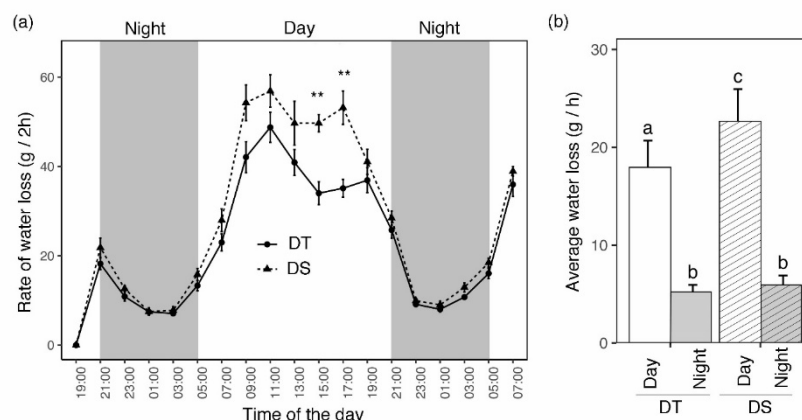 (a)
Night Day Night
Rate of water loss (g / 2h)
60
40
20
0
** **
DT
DS
19:00 21:00 23:00 01:00 03:00 05:00 07:00 09:00 11:00 13:00 15:00 17:00 19:00 21:00 23:00 01:00 03:00 05:00 07:00
Time of the day
(b)
Average water loss (g / h)
30
20
10
0
a b c b
Day Night Day Night
DT DS